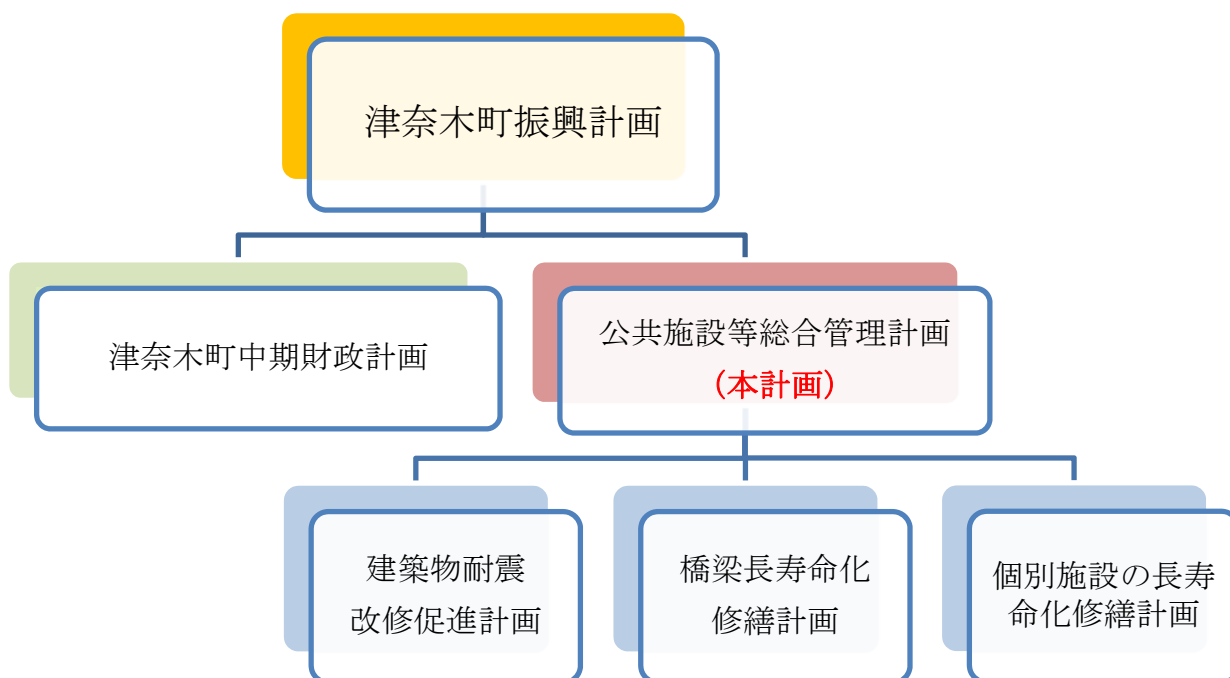 津奈木町振興計画
津奈木町中期財政計画
公共施設等総合管理計画
(本計画)
建築物耐震
改修促進計画
橋梁長寿命化
修繕計画
個別施設の長寿
命化修繕計画